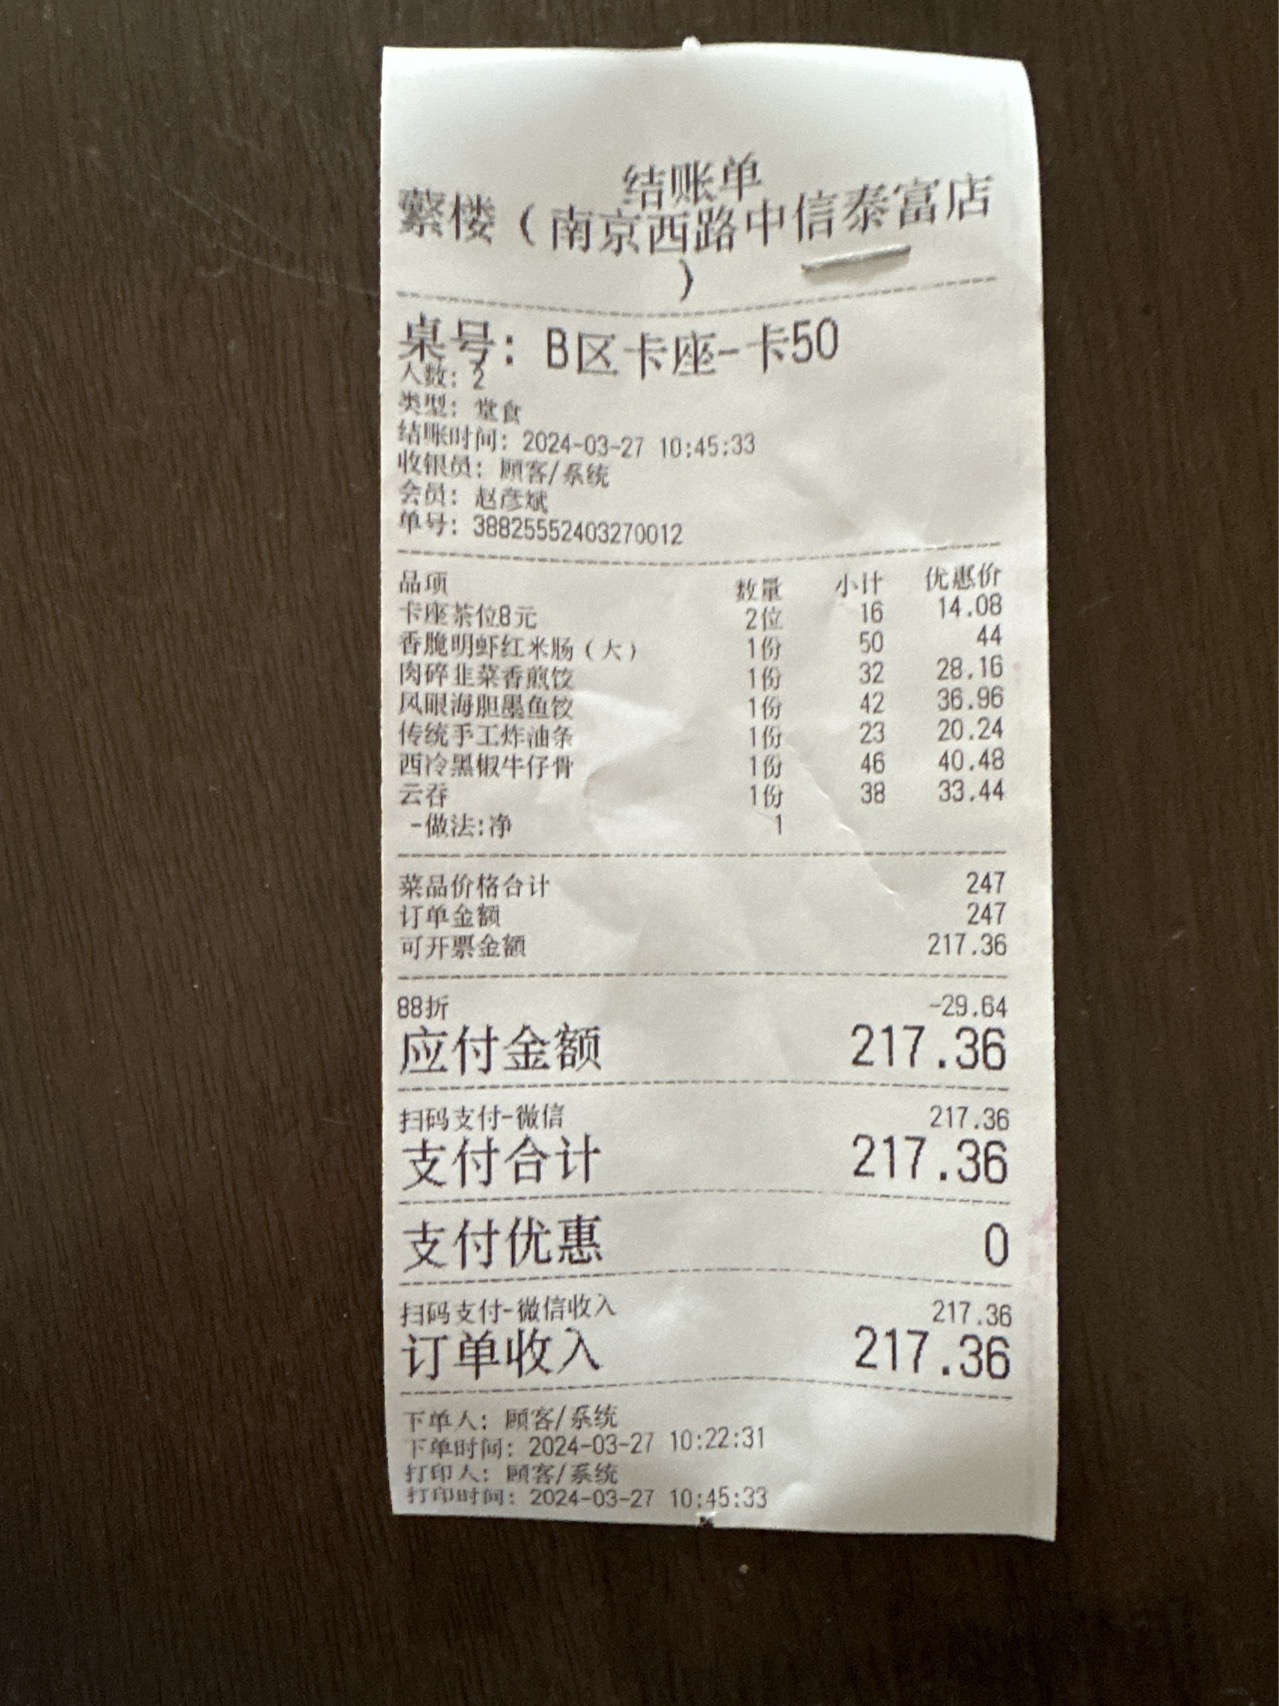 结账单
蘩楼（南京西路中信泰富店
）
桌号：B区卡座-卡50
人数：2
类型：堂食
结账时间：2024-03-27 10:45:33
收银员：顾客/系统
会员：赵彦斌
单号：38825552403270012
品项 数量 小计 优惠价
卡座茶位8元 2位 16 14.08
香脆明虾红米肠（大） 1份 50 44
肉碎韭菜香煎饺 1份 32 28.16
风眼海胆墨鱼饺 1份 42 36.96
传统手工炸油条 1份 23 20.24
西冷黑椒牛仔骨 1份 46 40.48
云吞 1份 38 33.44
-做法:净 1
菜品价格合计 247
订单金额 247
可开票金额 217.36
88折 -29.64
应付金额 217.36
扫码支付-微信 217.36
支付合计 217.36
支付优惠 0
扫码支付-微信收入 217.36
订单收入 217.36
下单人：顾客/系统
下单时间：2024-03-27 10:22:31
打印人：顾客/系统
打印时间：2024-03-27 10:45:33